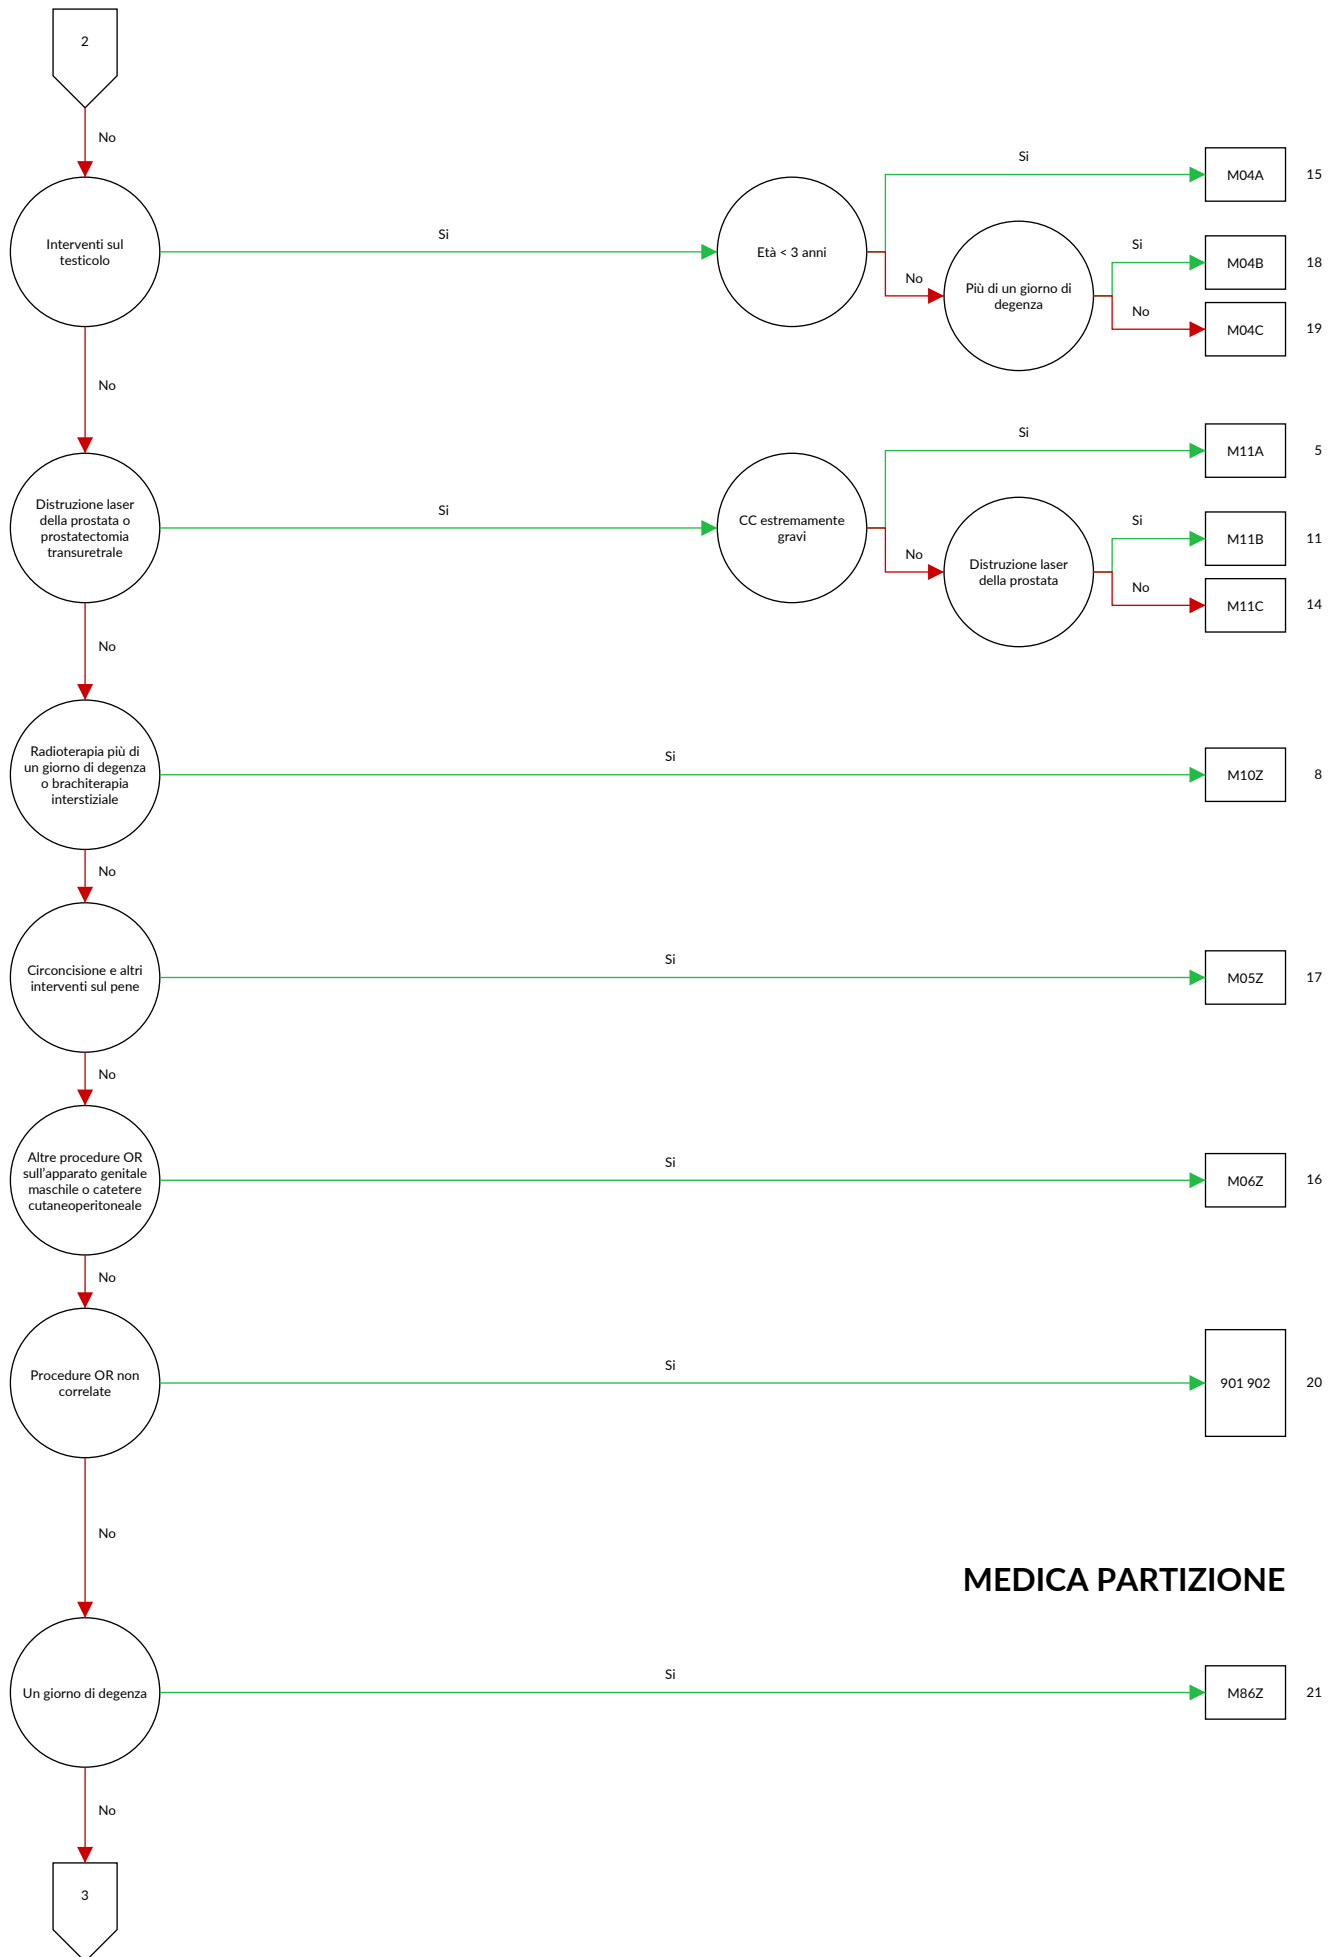 2
No
Interventi sul
testicolo
Si
Età < 3 anni
Si
M04A
15
No
Più di un giorno di
degenza
Si
M04B
18
No
M04C
19
No
Distruzione laser
della prostata o
prostatectomia
transuretrale
Si
CC estremamente
gravi
Si
M11A
5
No
Distruzione laser
della prostata
Si
M11B
11
No
M11C
14
No
Radioterapia più di
un giorno di degenza
o brachiterapia
interstiziale
Si
M10Z
8
No
Circoncisione e altri
interventi sul pene
Si
M05Z
17
No
Altre procedure OR
sull'apparato genitale
maschile o catetere
cutaneoperitoneale
Si
M06Z
16
No
Procedure OR non
correlate
Si
901 902
20
No
MEDICA PARTIZIONE
Un giorno di degenza
Si
M86Z
21
No
3